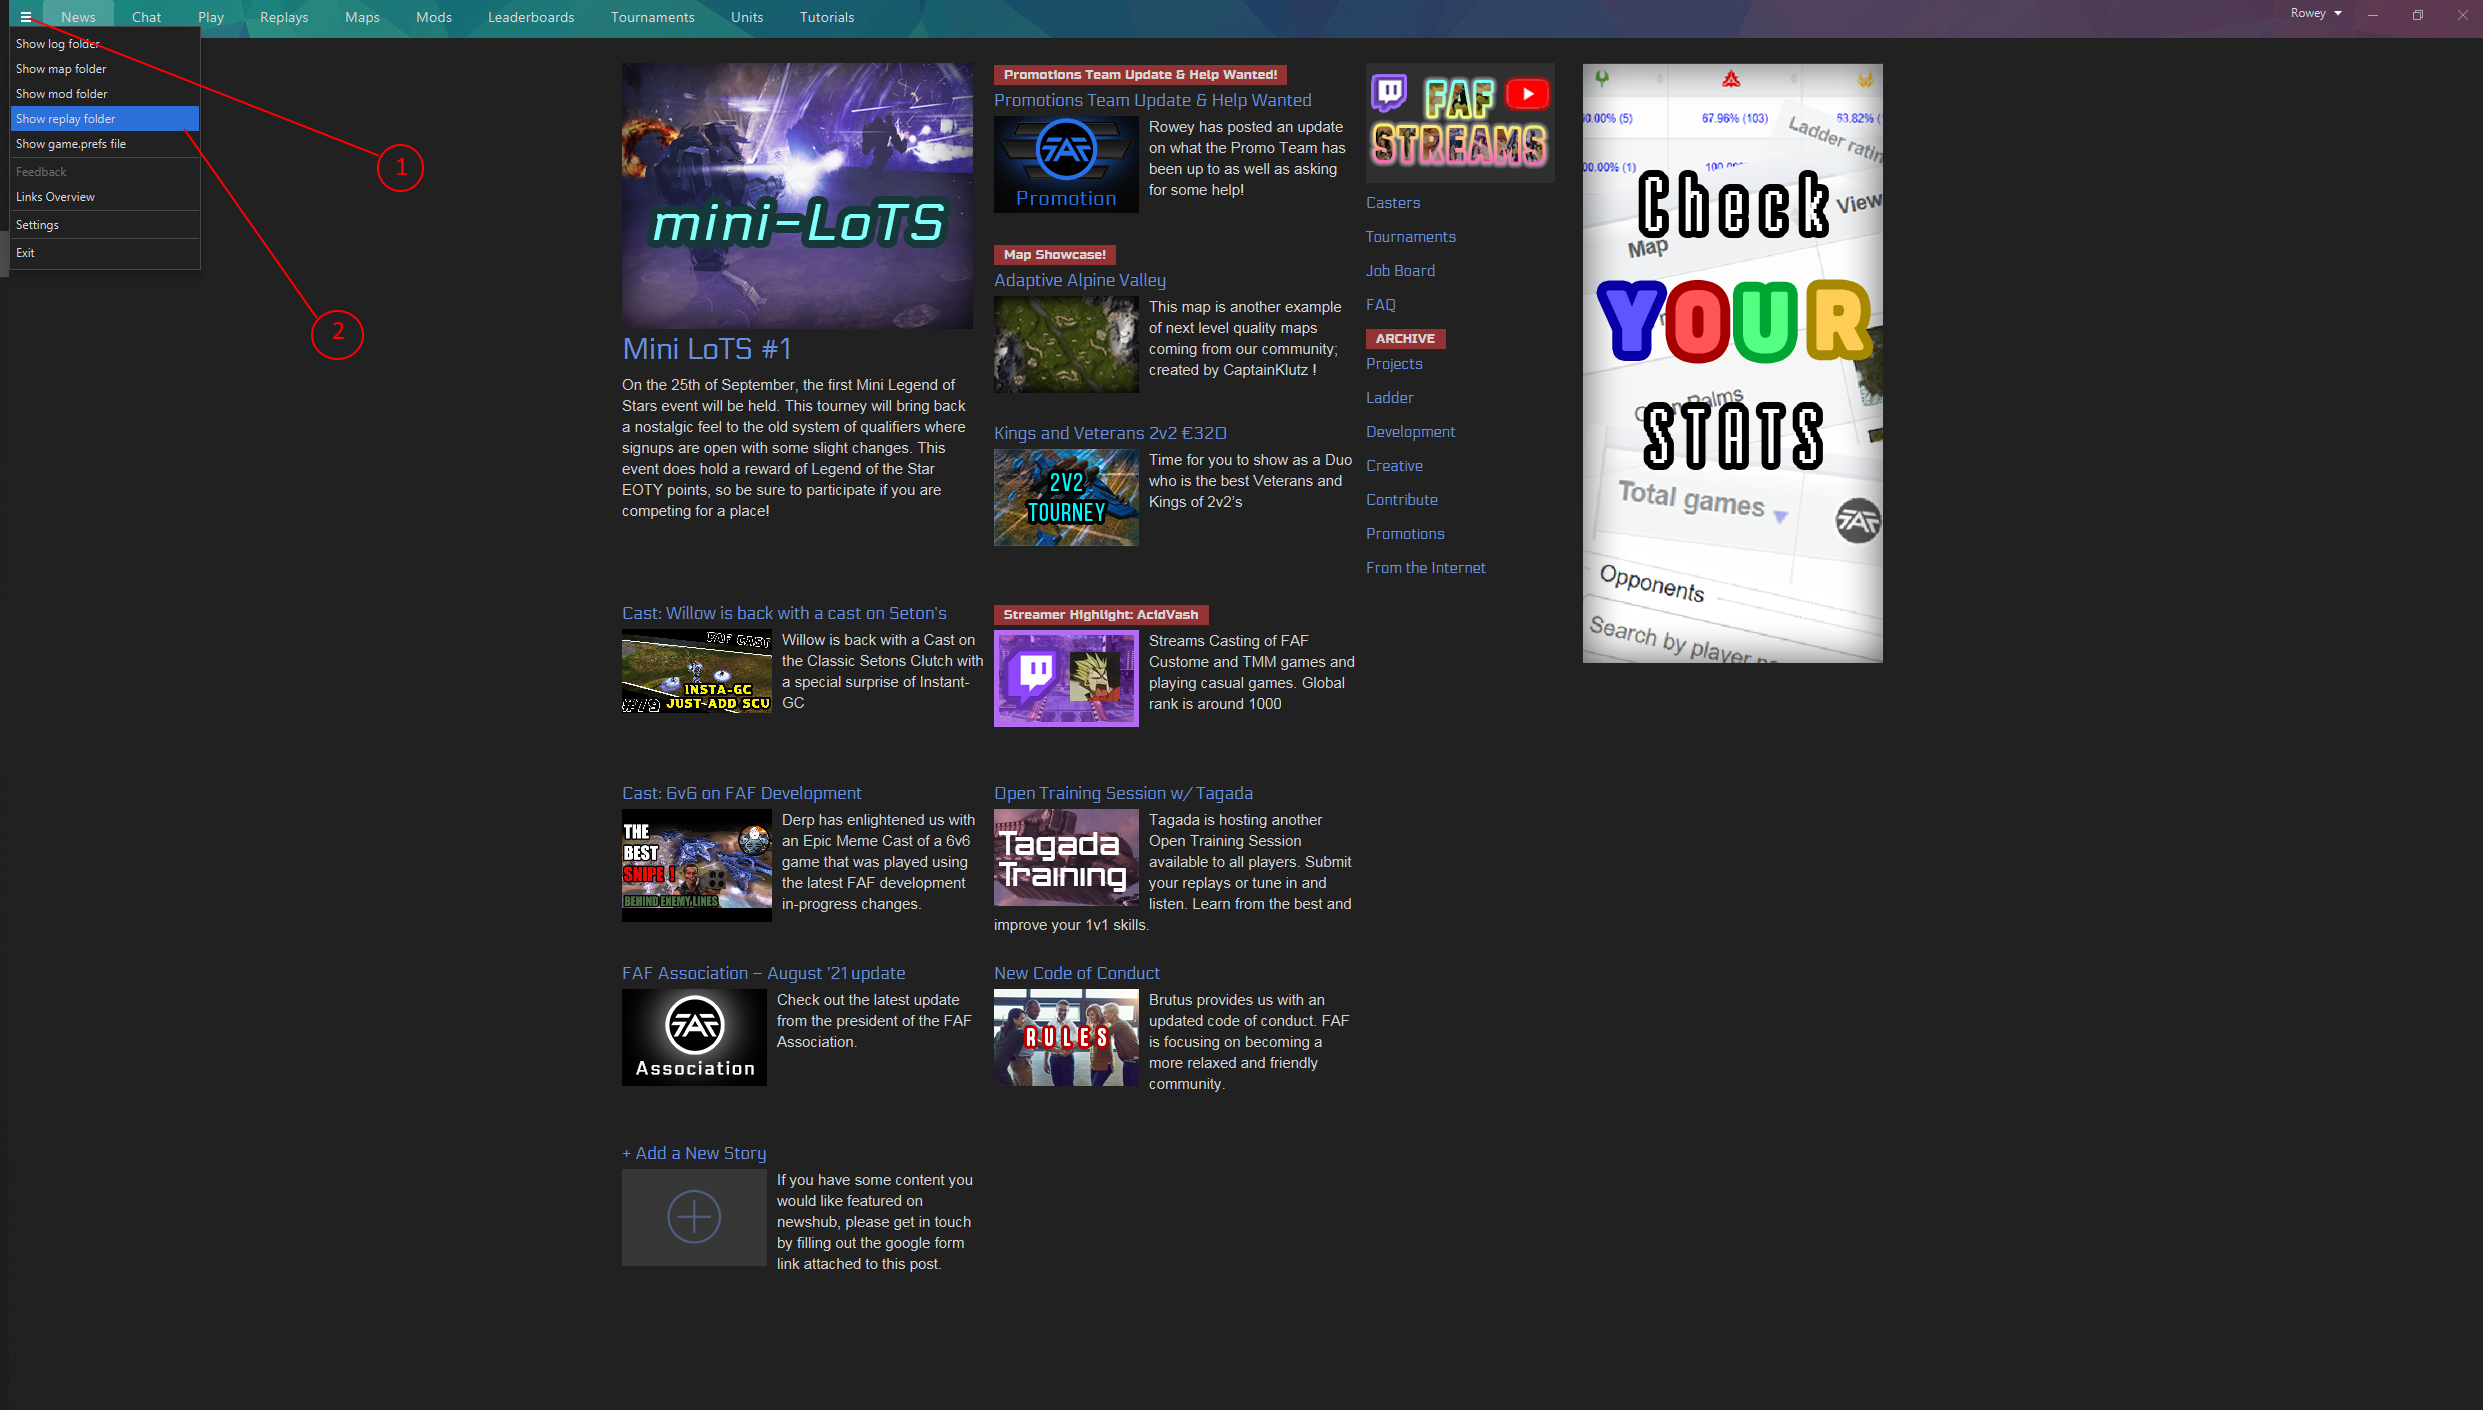 News Chat Play Replays Maps Mods Leaderboards Tournaments Units Tutorials Rowey
Show log folder
Show map folder
Show mod folder
Show replay folder
Show game.prefs file
Feedback
Links Overview
Settings
Exit
1
2
mini-LoTS
Mini LoTS #1
On the 25th of September, the first Mini Legend of
Stars event will be held. This tourney will bring back
a nostalgic feel to the old system of qualifiers where
signups are open with some slight changes. This
event does hold a reward of Legend of the Star
EOTY points, so be sure to participate if you are
competing for a place!
Promotions Team Update & Help Wanted!
Promotions Team Update & Help Wanted
FAF
Promotion
Rowey has posted an update
on what the Promo Team has
been up to as well as asking
for some help!
Map Showcase!
Adaptive Alpine Valley
This map is another example
of next level quality maps
coming from our community;
created by CaptainKlutz !
Kings and Veterans 2v2 €320
2V2
TOURNEY
Time for you to show as a Duo
who is the best Veterans and
Kings of 2v2's
FAF
STREAMS
Casters
Tournaments
Job Board
FAQ
ARCHIVE
Projects
Ladder
Development
Creative
Contribute
Promotions
From the Internet
67.96% (103)
63.82% (
Ladder ratin
00.00% (1)
View
Check
Map
YOUR
STATS
Total games
FAF
Opponents
Search by player
Cast: Willow is back with a cast on Seton's
FAF CAST
INSTA-GC
#79 JUST-ADD SCU
Willow is back with a Cast on
the Classic Setons Clutch with
a special surprise of Instant-
GC
Streamer Highlight: AcidVash
Streams Casting of FAF
Custome and TMM games and
playing casual games. Global
rank is around 1000
Cast: 6v6 on FAF Development
THE
BEST
SNIPE !
BEHIND ENEMY LINES
Derp has enlightened us with
an Epic Meme Cast of a 6v6
game that was played using
the latest FAF development
in-progress changes.
Open Training Session w/ Tagada
Tagada
Training
Tagada is hosting another
Open Training Session
available to all players. Submit
your replays or tune in and
listen. Learn from the best and
improve your 1v1 skills.
FAF Association – August '21 update
FAF
Association
Check out the latest update
from the president of the FAF
Association.
New Code of Conduct
RULES
Brutus provides us with an
updated code of conduct. FAF
is focusing on becoming a
more relaxed and friendly
community.
+ Add a New Story
If you have some content you
would like featured on
newshub, please get in touch
by filling out the google form
link attached to this post.